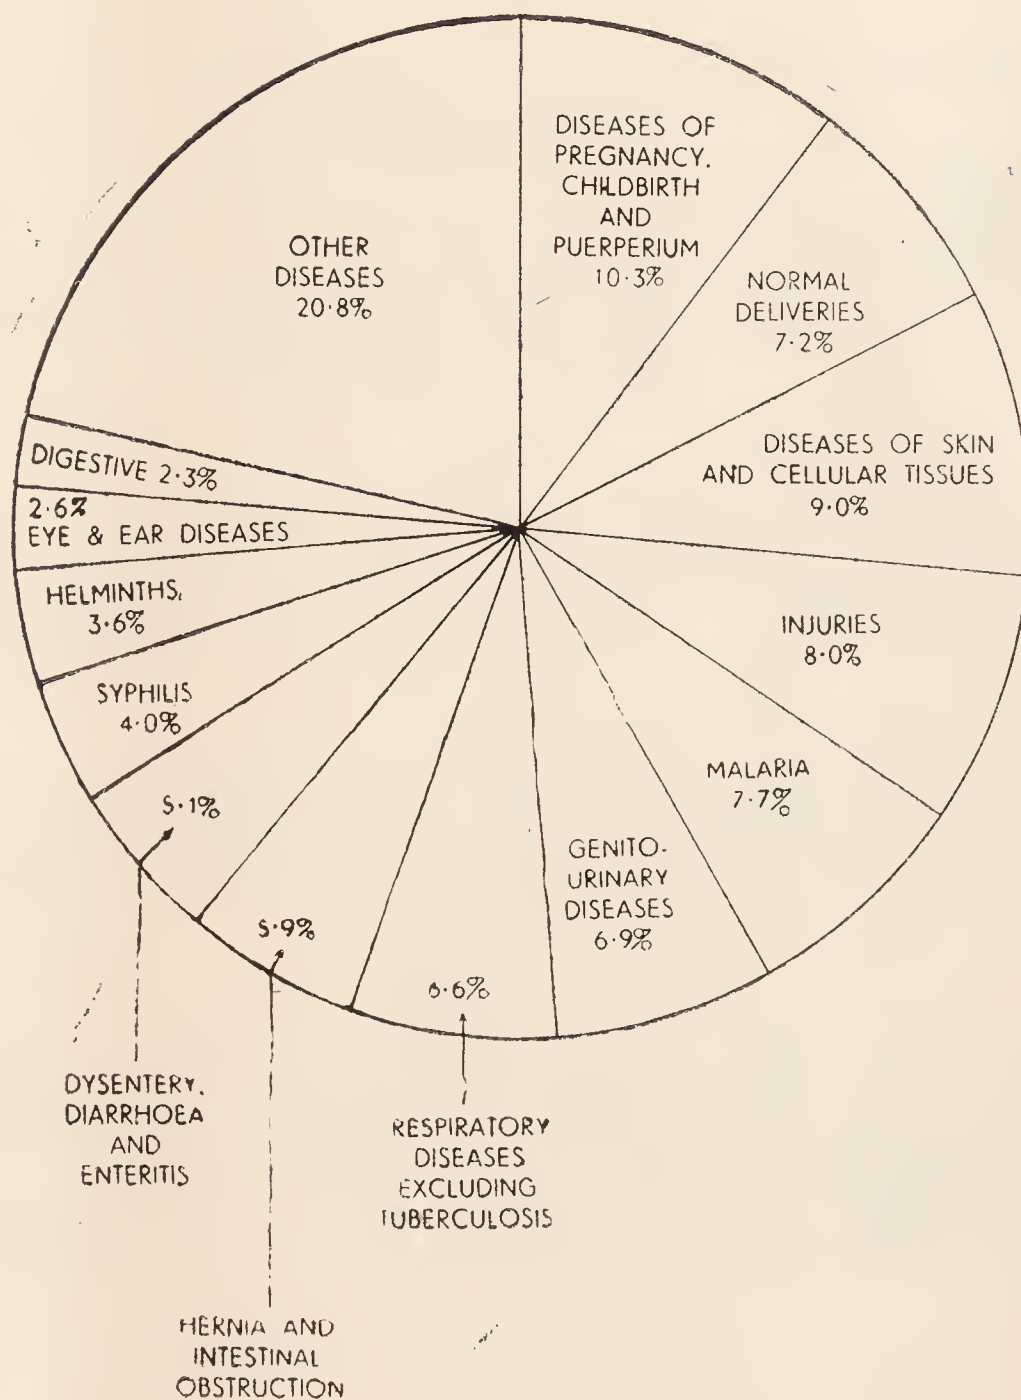 DISEASES OF
PREGNANCY.
CHILDBIRTH
AND
PUERPERIUM
10·3%
NORMAL
DELIVERIES
7·2%
DISEASES OF SKIN
AND CELLULAR TISSUES
9·0%
INJURIES
8·0%
MALARIA
7·7%
GENITO-
URINARY
DISEASES
6·9%
6·6%
RESPIRATORY
DISEASES
EXCLUDING
TUBERCULOSIS
5·9%
HERNIA AND
INTESTINAL
OBSTRUCTION
5·1%
DYSENTERY.
DIARRHOEA
AND
ENTERITIS
SYPHILIS
4·0%
HELMINTHS.
3·6%
2·6%
EYE & EAR DISEASES
DIGESTIVE 2·3%
OTHER
DISEASES
20·8%